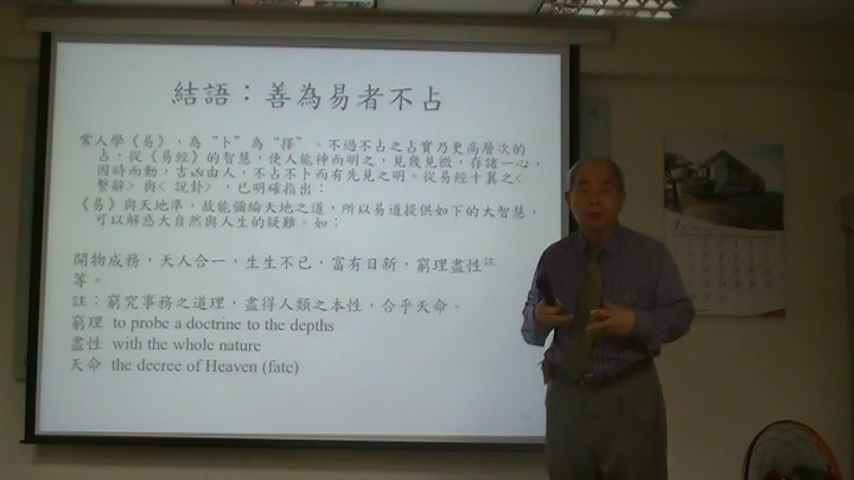 結語：善為易者不占
常人學《易》，為“卜”為“擇”。不過不占之占實乃更高層次的
占，從《易經》的智慧，使人能神而明之，見幾見微，存諸一心，
因時而動，吉凶由人，不占不卜而有先見之明。從易經十翼之<
繫辭> 與< 說卦> ，已明確指出：
《易》與天地準，故能彌綸天地之道，所以易道提供如下的大智慧，
可以解惑大自然與人生的疑難。如：
開物成務，天人合一，生生不已，富有日新，窮理盡性註
等。
註：窮究事務之道理，盡得人類之本性，合乎天命。
窮理 to probe a doctrine to the depths
盡性 with the whole nature
天命 the decree of Heaven (fate)